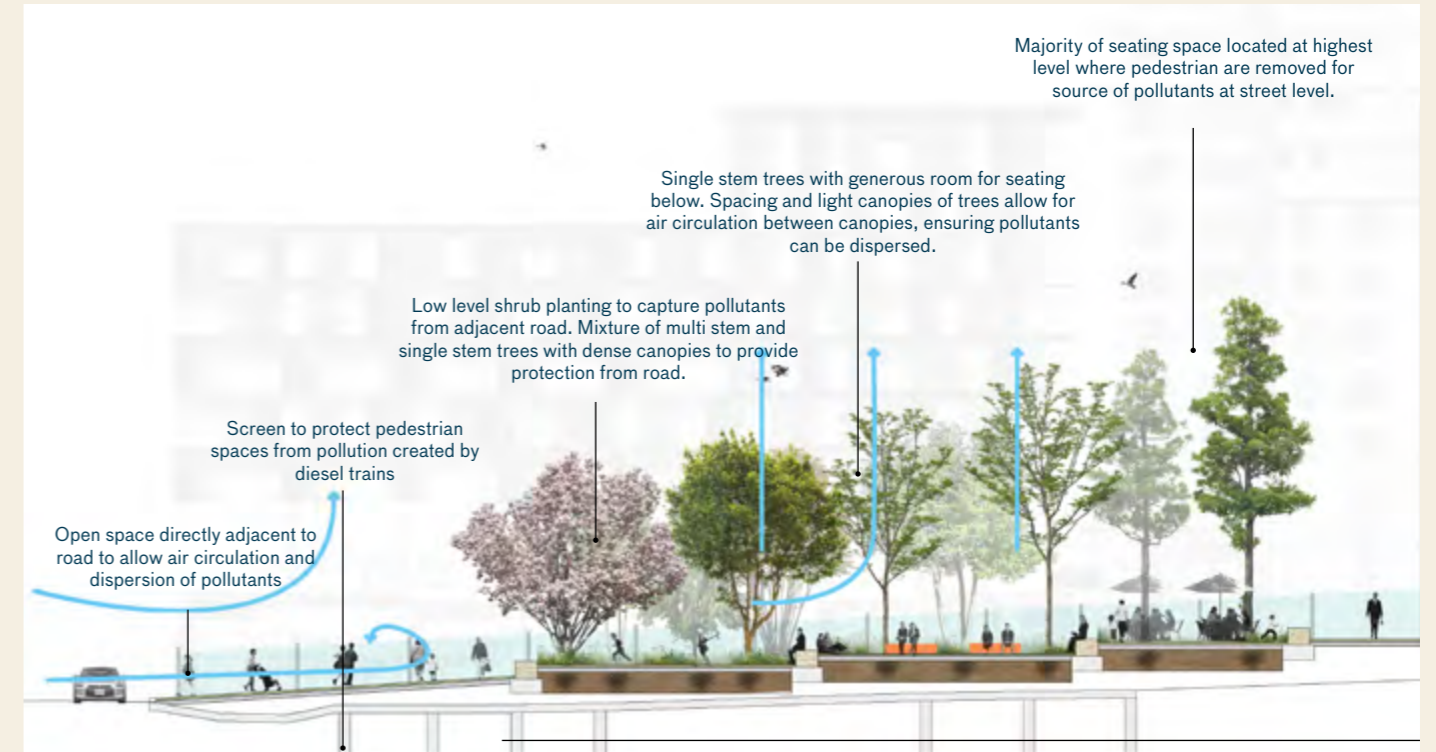 Majority of seating space located at highest
level where pedestrian are removed for
source of pollutants at street level.
Single stem trees with generous room for seating
below. Spacing and light canopies of trees allow for
air circulation between canopies, ensuring pollutants
can be dispersed.
Low level shrub planting to capture pollutants
from adjacent road. Mixture of multi stem and
single stem trees with dense canopies to provide
protection from road.
Screen to protect pedestrian
spaces from pollution created by
diesel trains
Open space directly adjacent to
road to allow air circulation and
dispersion of pollutants